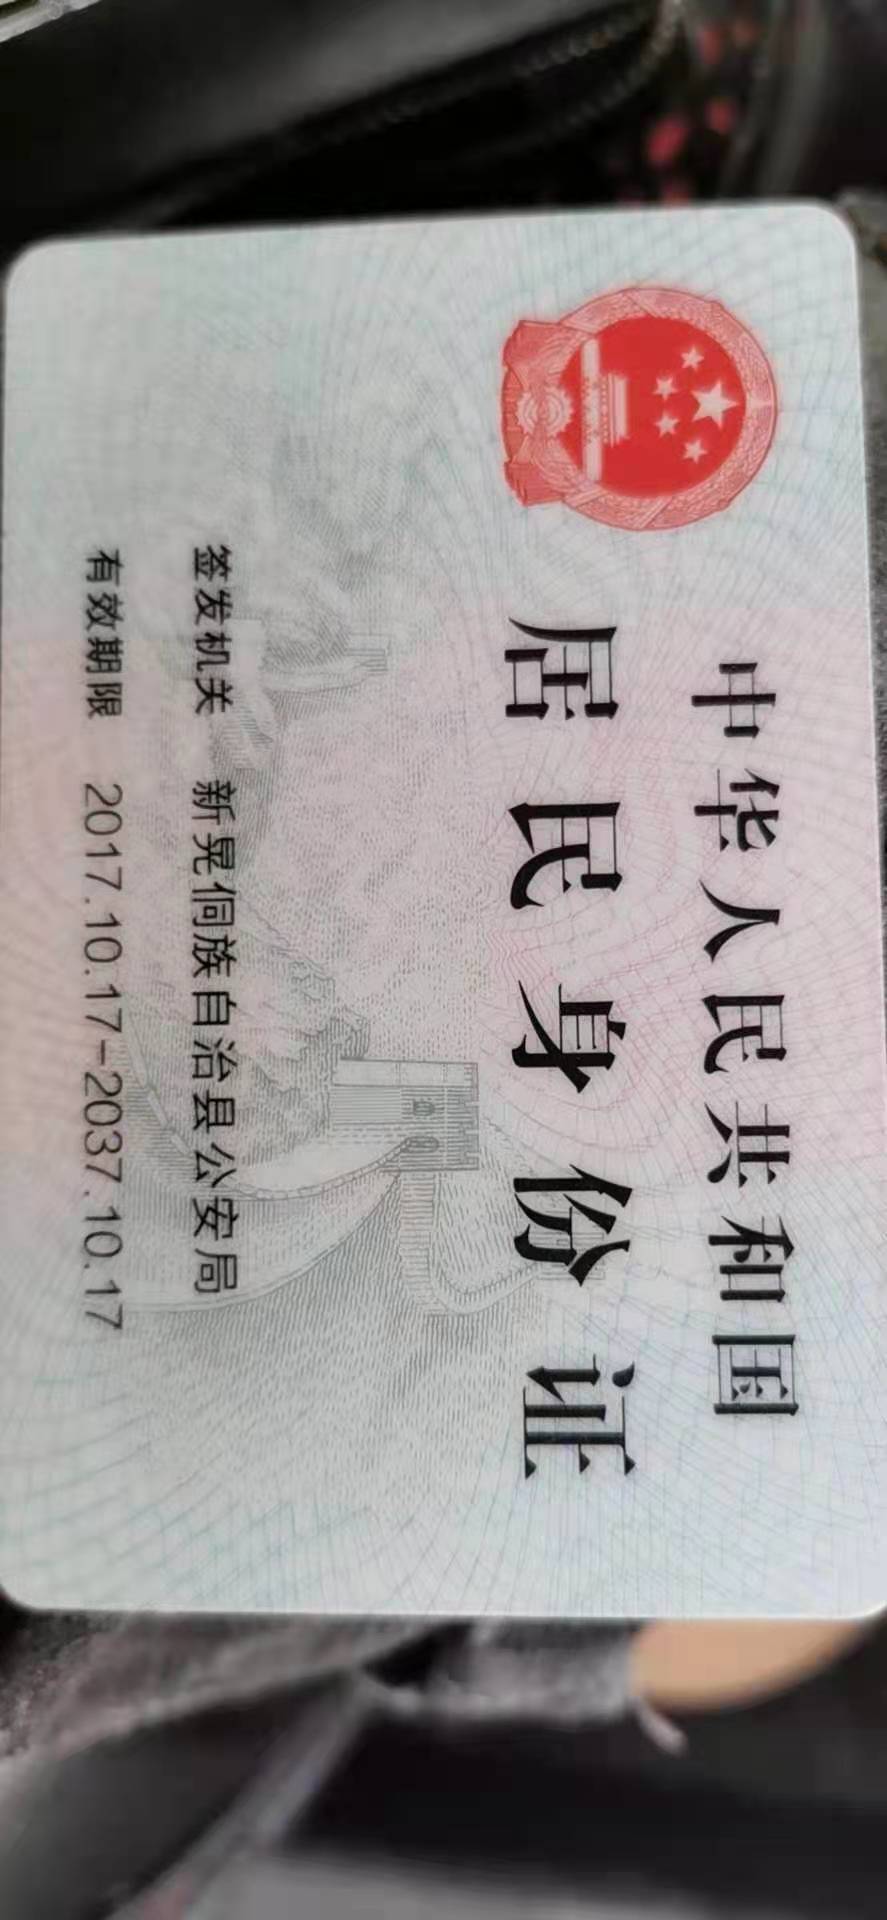 中华人民共和国
居民身份证
签发机关 新晃侗族自治县公安局
有效期限 2017.10.17-2037.10.17